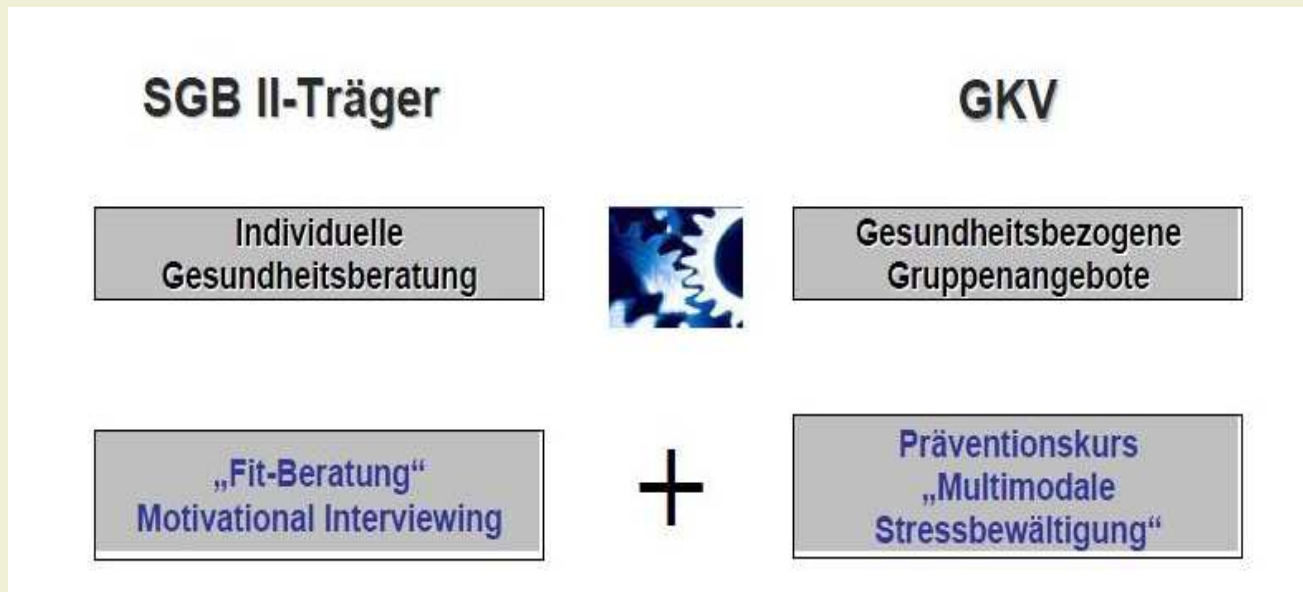 SGB II-Träger
GKV
Individuelle
Gesundheitsberatung
Gesundheitsbezogene
Gruppenangebote
„Fit-Beratung“
Motivational Interviewing
+
Präventionskurs
„Multimodale
Stressbewältigung“